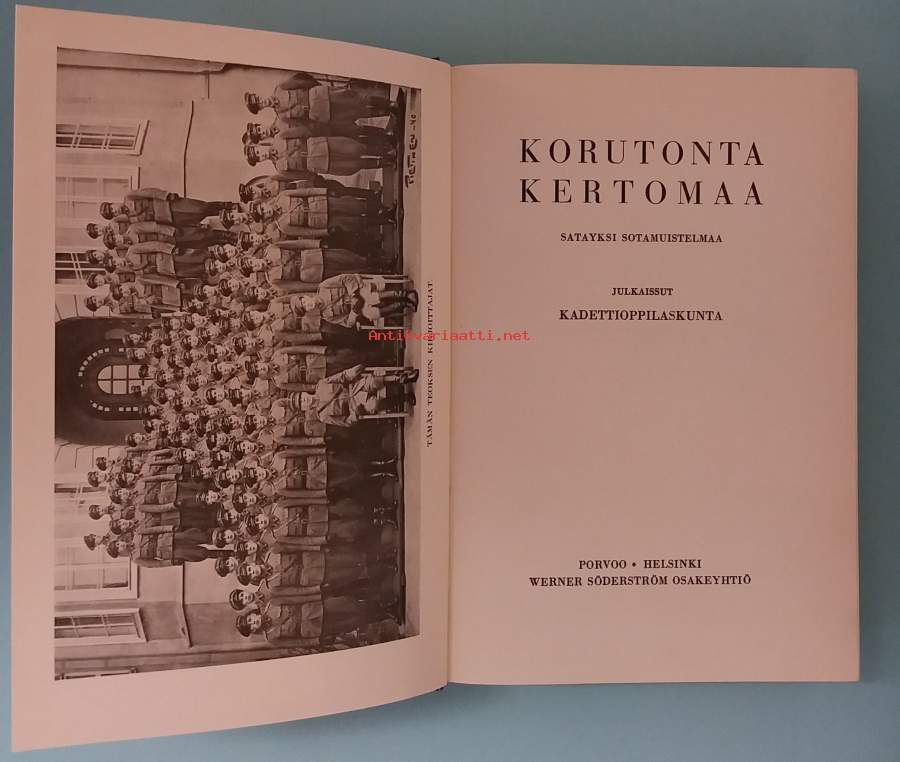 TÄMÄN TEOKSEN KIRJOITTAJAT
KORUTONTA
KERTOMAA
SATAYKSI SOTAMUISTELMAA
JULKAISSUT
KADETTIOPPILASKUNTA
PORVOO • HELSINKI
WERNER SÖDERSTRÖM OSAKEYHTIÖ
Antikvariaatti.net